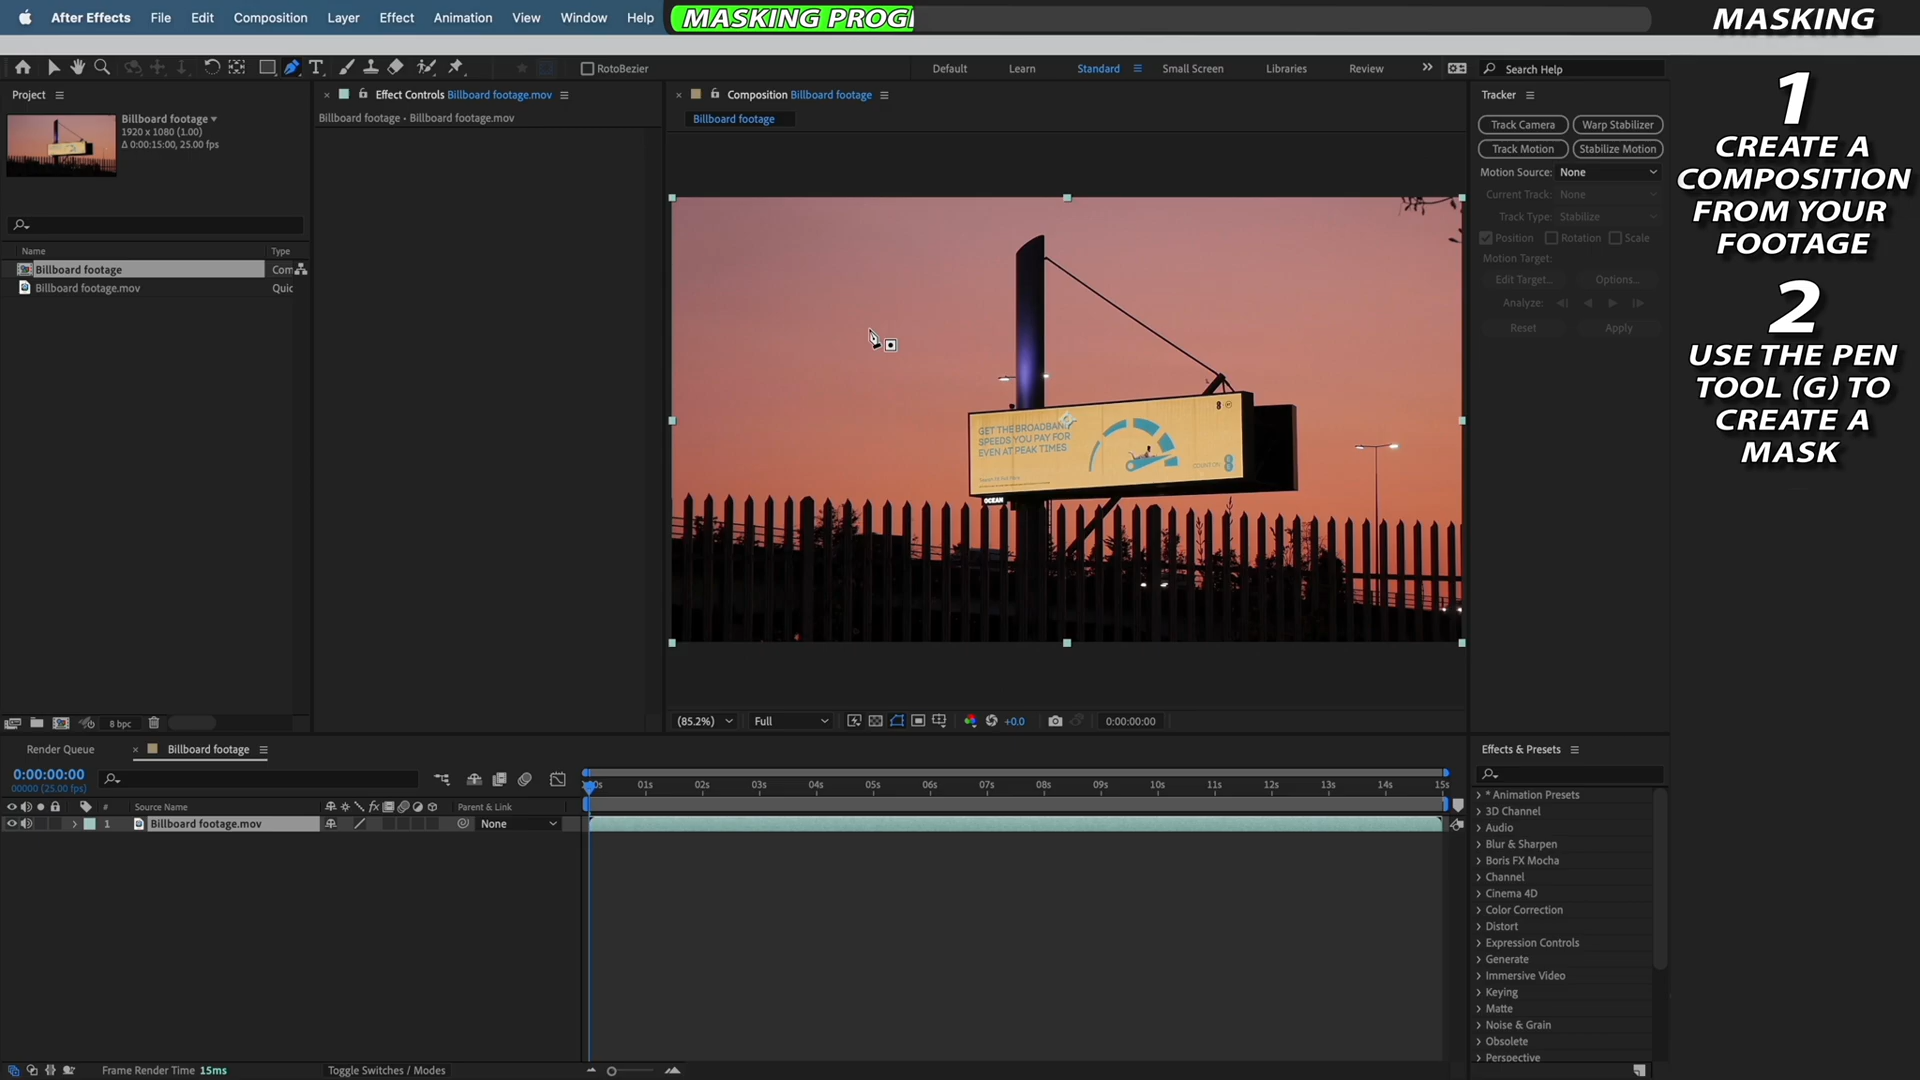 After Effects File Edit Composition Layer Effect Animation View Window Help
MASKING PROG
MASKING
RotoBezier
Default Learn Standard Small Screen Libraries Review
Search Help
Project
Billboard footage
1920 x 1080 (1.00)
Δ 0:00:15:00, 25.00 fps
Name Type
Billboard footage Com
Billboard footage.mov Quic
8 bpc
Effect Controls Billboard footage.mov
Billboard footage • Billboard footage.mov
Composition Billboard footage
Billboard footage
GET THE BROADBAND
SPEEDS YOU PAY FOR
EVEN AT PEAK TIMES
COUNT ON
OCEAN
(85.2%) Full +0.0 0:00:00:00
Tracker
Track Camera Warp Stabilizer
Track Motion Stabilize Motion
Motion Source: None
Current Track: None
Track Type: Stabilize
Position Rotation Scale
Motion Target:
Edit Target... Options...
Analyze:
Reset Apply
1
CREATE A
COMPOSITION
FROM YOUR
FOOTAGE
2
USE THE PEN
TOOL (G) TO
CREATE A
MASK
Render Queue Billboard footage
0:00:00:00
00000 (25.00 fps)
# Source Name fx Parent & Link
1 Billboard footage.mov None
00s 01s 02s 03s 04s 05s 06s 07s 08s 09s 10s 11s 12s 13s 14s 15s
Frame Render Time 15ms
Toggle Switches / Modes
Effects & Presets
* Animation Presets
3D Channel
Audio
Blur & Sharpen
Boris FX Mocha
Channel
Cinema 4D
Color Correction
Distort
Expression Controls
Generate
Immersive Video
Keying
Matte
Noise & Grain
Obsolete
Perspective